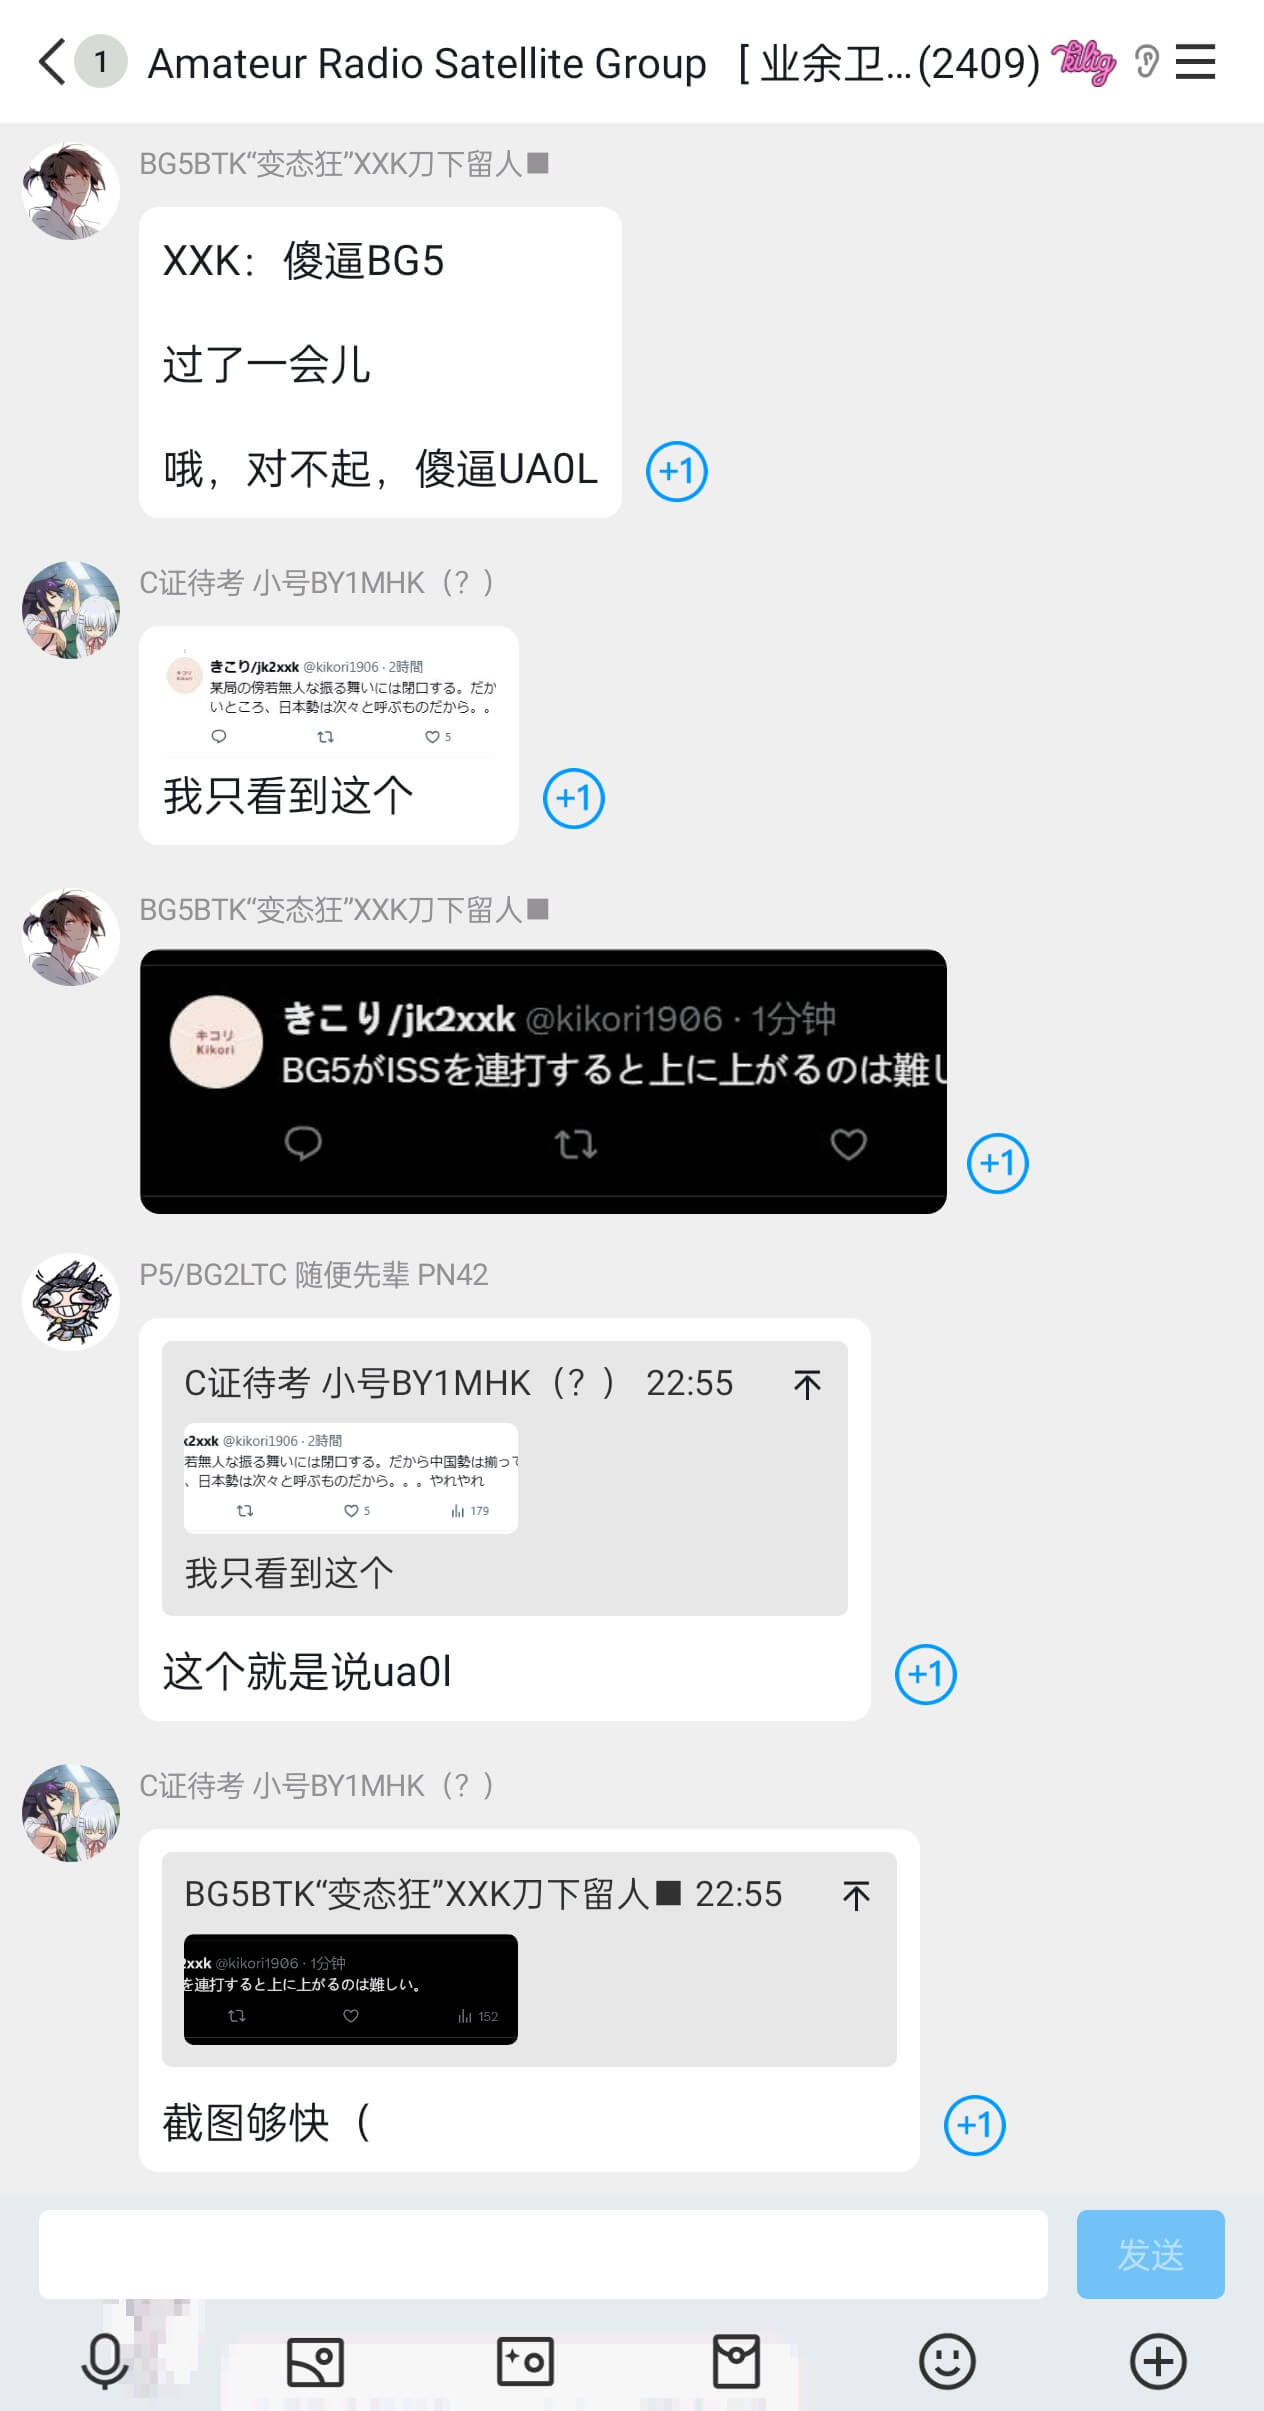 1
Amateur Radio Satellite Group [ 业余卫...(2409)
BG5BTK“变态狂”XXK刀下留人■
XXK：傻逼BG5
过了一会儿
哦，对不起，傻逼UA0L
+1
C证待考 小号BY1MHK（？）
キコリ
Kikori
きこり/jk2xxk @kikori1906 · 2時間
某局の傍若無人な振る舞いには閉口する。だか
いところ、日本勢は次々と呼ぶものだから。。
5
我只看到这个
+1
BG5BTK“变态狂”XXK刀下留人■
キコリ
Kikori
きこり/jk2xxk @kikori1906 · 1分钟
BG5がISSを連打すると上に上がるのは難し
+1
P5/BG2LTC 随便先辈 PN42
C证待考 小号BY1MHK（？） 22:55
k2xxk @kikori1906 · 2時間
若無人な振る舞いには閉口する。だから中国勢は揃って
、日本勢は次々と呼ぶものだから。。。やれやれ
5
179
我只看到这个
这个就是说ua0l
+1
C证待考 小号BY1MHK（？）
BG5BTK“变态狂”XXK刀下留人■ 22:55
2xxk @kikori1906 · 1分钟
を連打すると上に上がるのは難しい。
152
截图够快（
+1
发送